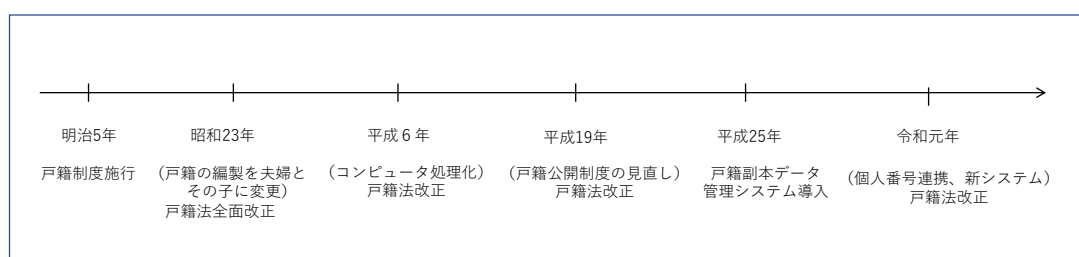 明治5年
戸籍制度施行
昭和23年
(戸籍の編製を夫婦と
その子に変更)
戸籍法全面改正
平成６年
(コンピュータ処理化)
戸籍法改正
平成19年
(戸籍公開制度の見直し)
戸籍法改正
平成25年
戸籍副本データ
管理システム導入
令和元年
(個人番号連携、新システム)
戸籍法改正